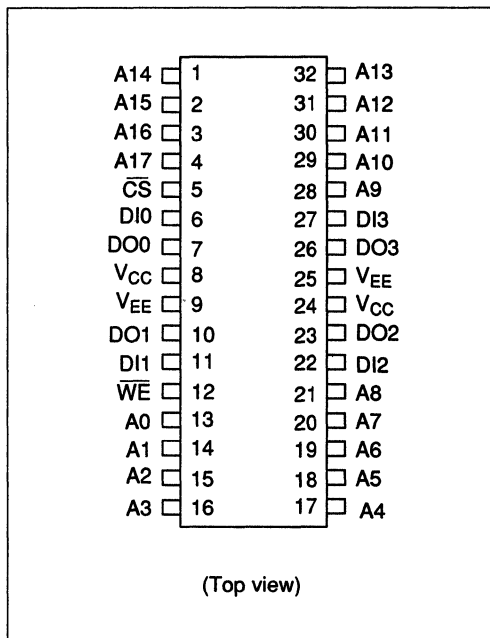 A14 1 32 A13
A15 2 31 A12
A16 3 30 A11
A17 4 29 A10
C̅S̅ 5 28 A9
DI0 6 27 DI3
DO0 7 26 DO3
VCC 8 25 VEE
VEE 9 24 VCC
DO1 10 23 DO2
DI1 11 22 DI2
W̅E̅ 12 21 A8
A0 13 20 A7
A1 14 19 A6
A2 15 18 A5
A3 16 17 A4
(Top view)